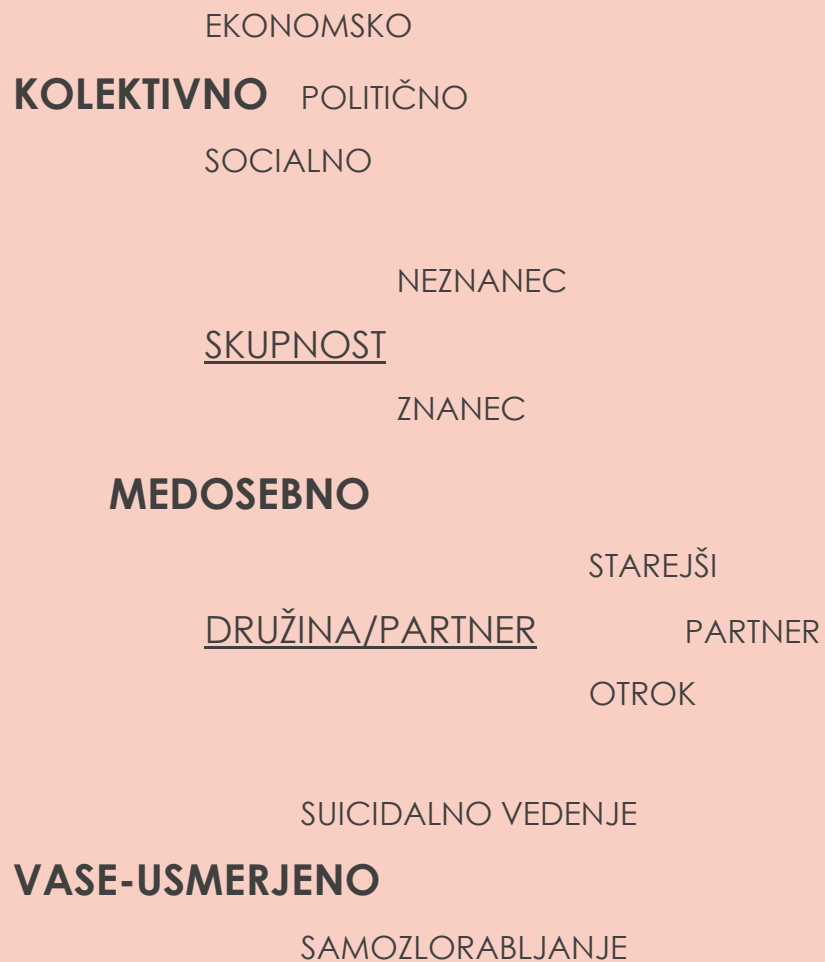 EKONOMSKO
KOLEKTIVNO POLITIČNO
SOCIALNO
NEZNANEC
SKUPNOST
ZNANEC
MEDOSEBNO
STAREJŠI
DRUŽINA/PARTNER PARTNER
OTROK
SUICIDALNO VEDENJE
VASE-USMERJENO
SAMOZLORABLJANJE